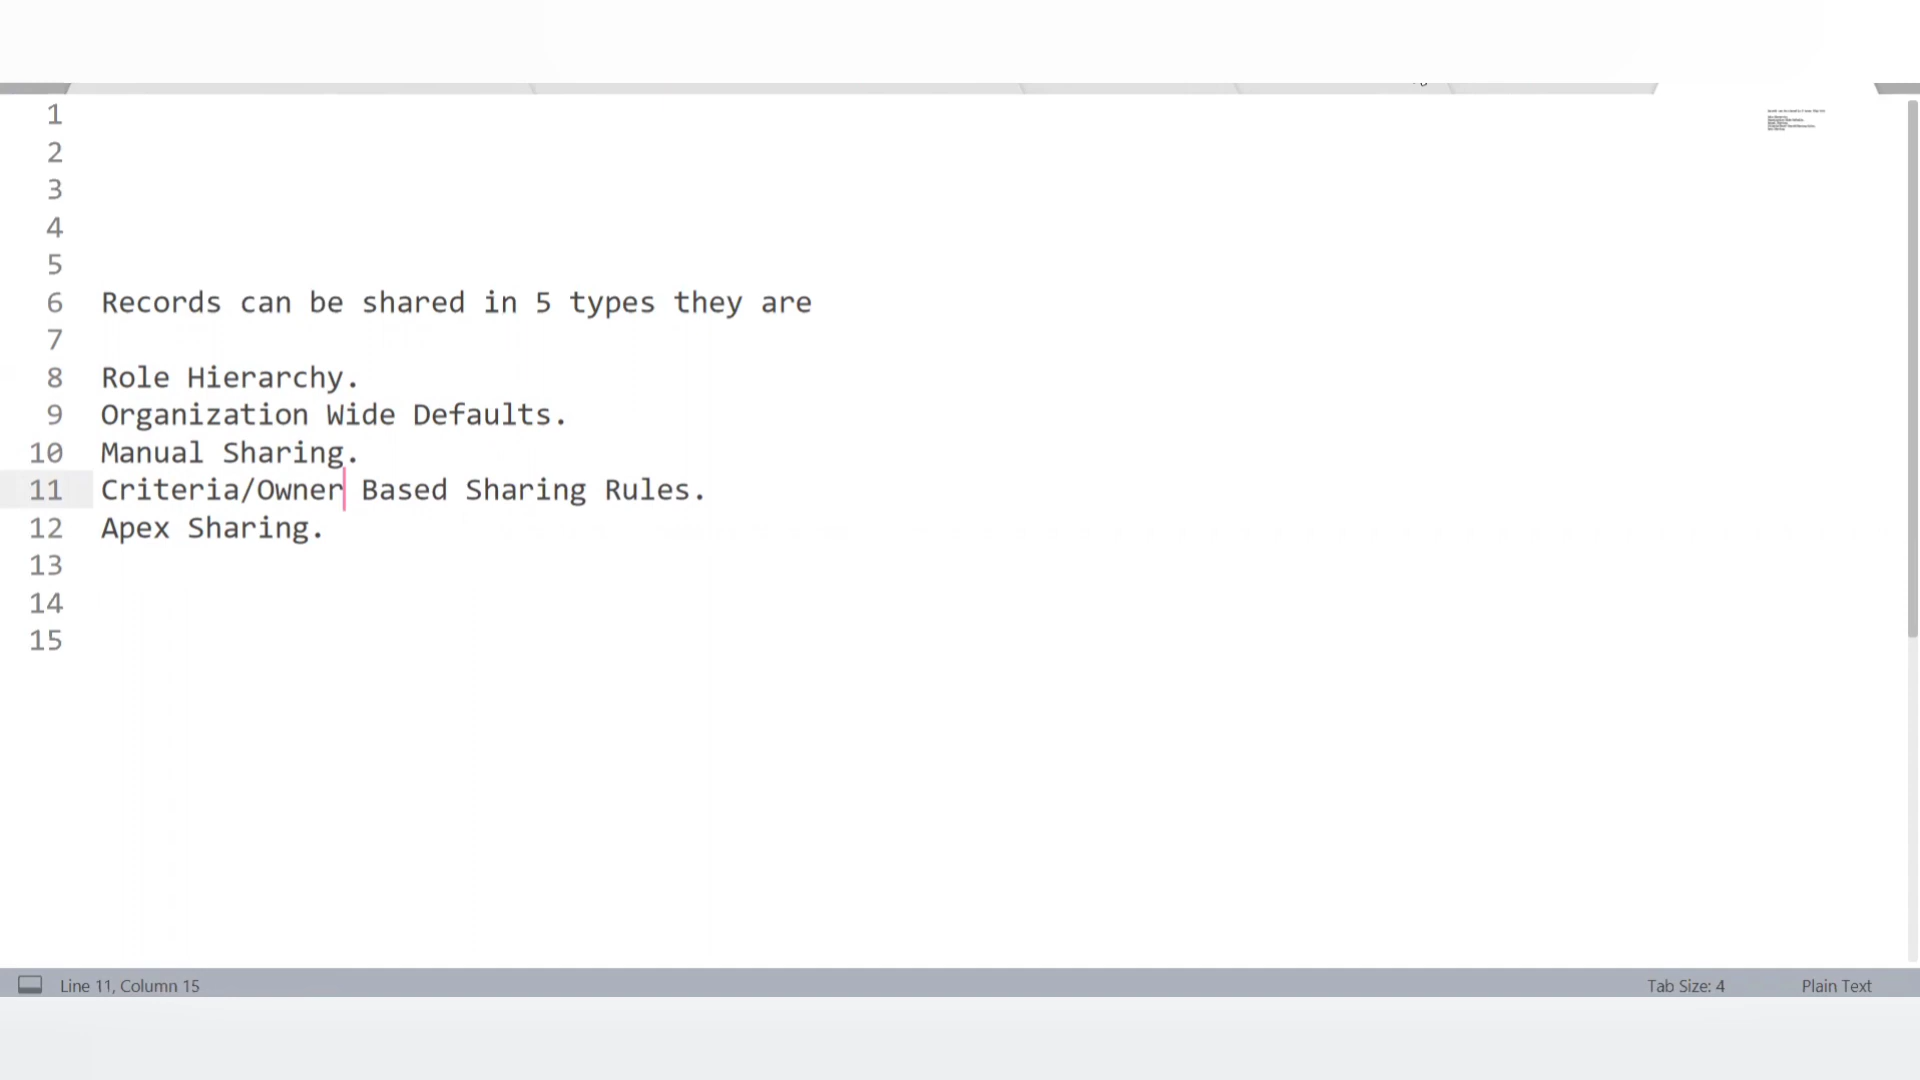 1
2
3
4
5
6 Records can be shared in 5 types they are
7
8 Role Hierarchy.
9 Organization Wide Defaults.
10 Manual Sharing.
11 Criteria/Owner Based Sharing Rules.
12 Apex Sharing.
13
14
15
Line 11, Column 15 Tab Size: 4 Plain Text